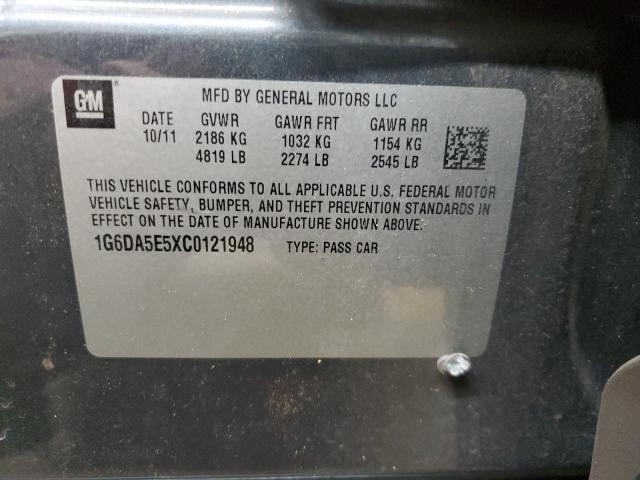 GM®
MFD BY GENERAL MOTORS LLC
DATE GVWR GAWR FRT GAWR RR
10/11 2186 KG 1032 KG 1154 KG
4819 LB 2274 LB 2545 LB
THIS VEHICLE CONFORMS TO ALL APPLICABLE U.S. FEDERAL MOTOR
VEHICLE SAFETY, BUMPER, AND THEFT PREVENTION STANDARDS IN
EFFECT ON THE DATE OF MANUFACTURE SHOWN ABOVE.
1G6DA5E5XC0121948 TYPE: PASS CAR